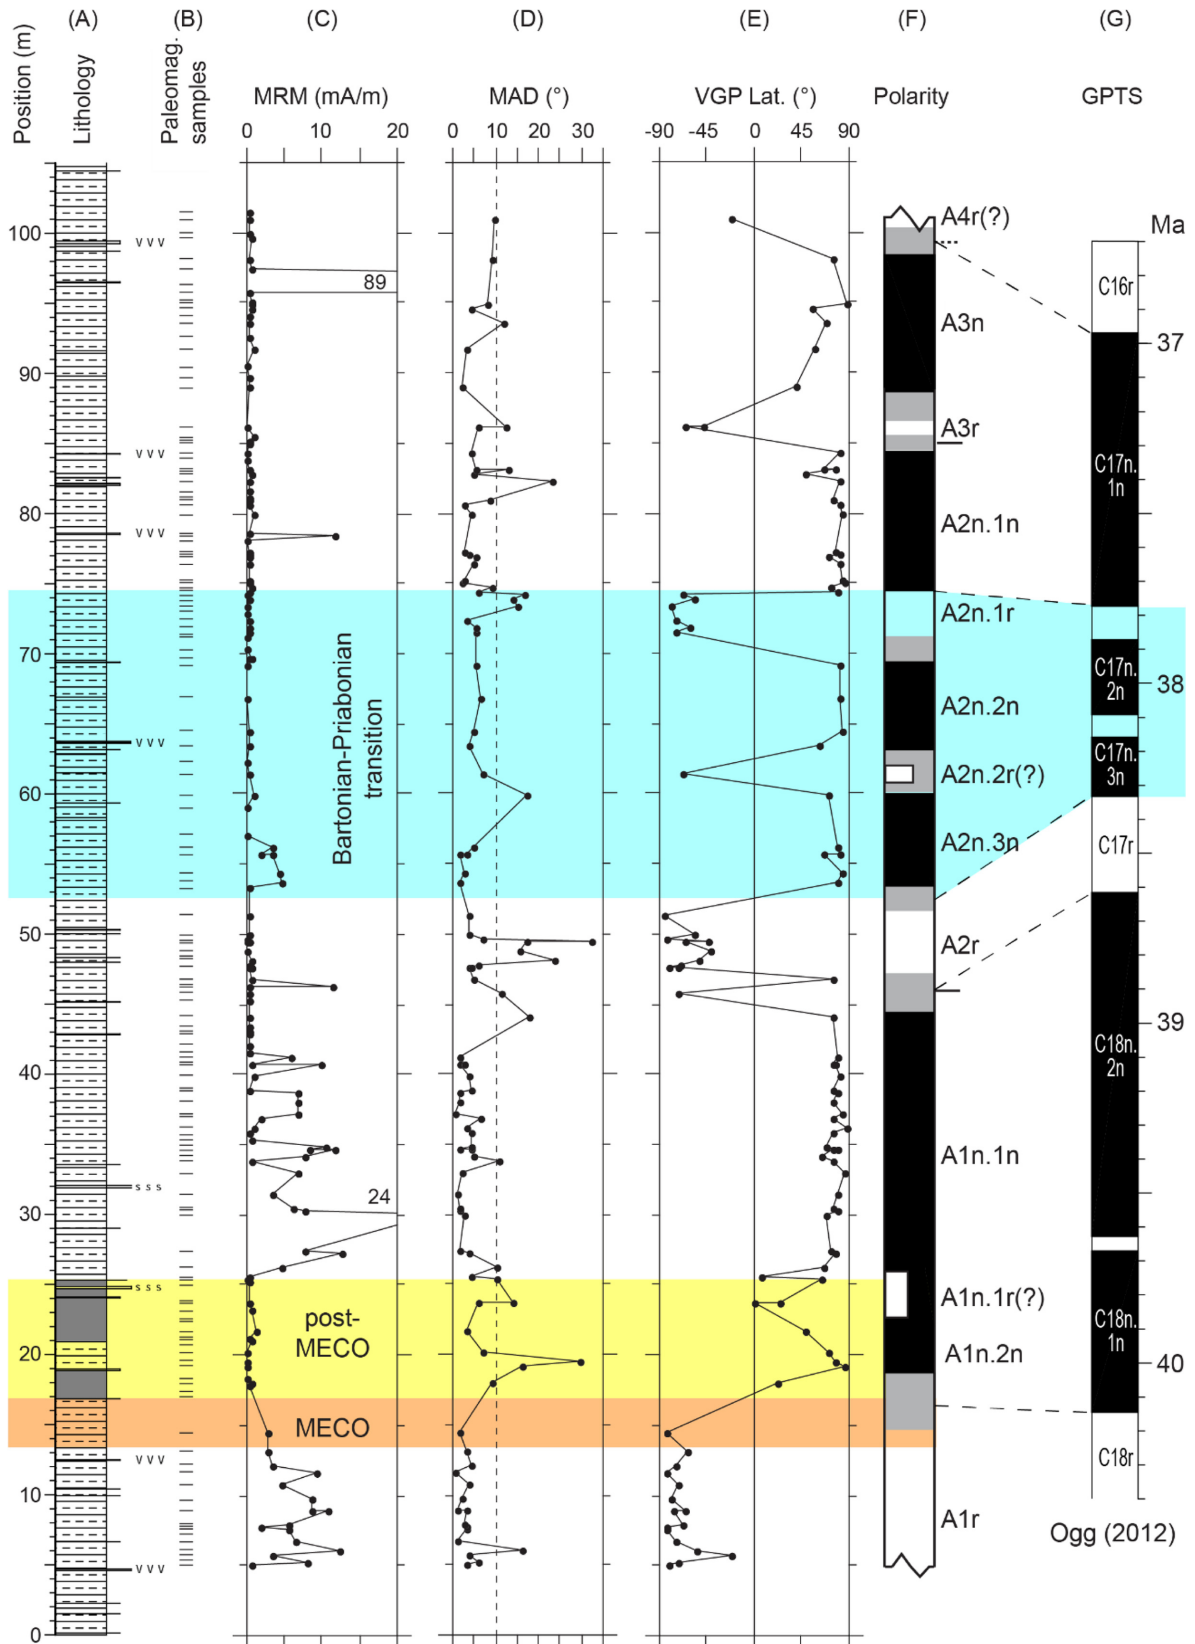 (A)
(B)
(C)
(D)
(E)
(F)
(G)
Position (m)
Lithology
Paleomag.
samples
MRM (mA/m)
MAD (°)
VGP Lat. (°)
Polarity
GPTS
0
10
20
0
10
20
30
-90
-45
0
45
90
A4r(?)
Ma
100
v v v
89
C16r
A3n
37
90
A3r
v v v
C17n.
1n
80
v v v
A2n.1n
A2n.1r
70
Bartonian-Priabonian
transition
C17n.
2n
38
A2n.2n
v v v
C17n.
3n
A2n.2r(?)
60
A2n.3n
C17r
50
A2r
39
C18n.
2n
40
A1n.1n
s s s
24
30
s s s
A1n.1r(?)
post-
MECO
C18n.
1n
20
A1n.2n
40
MECO
v v v
C18r
10
A1r
Ogg (2012)
v v v
0